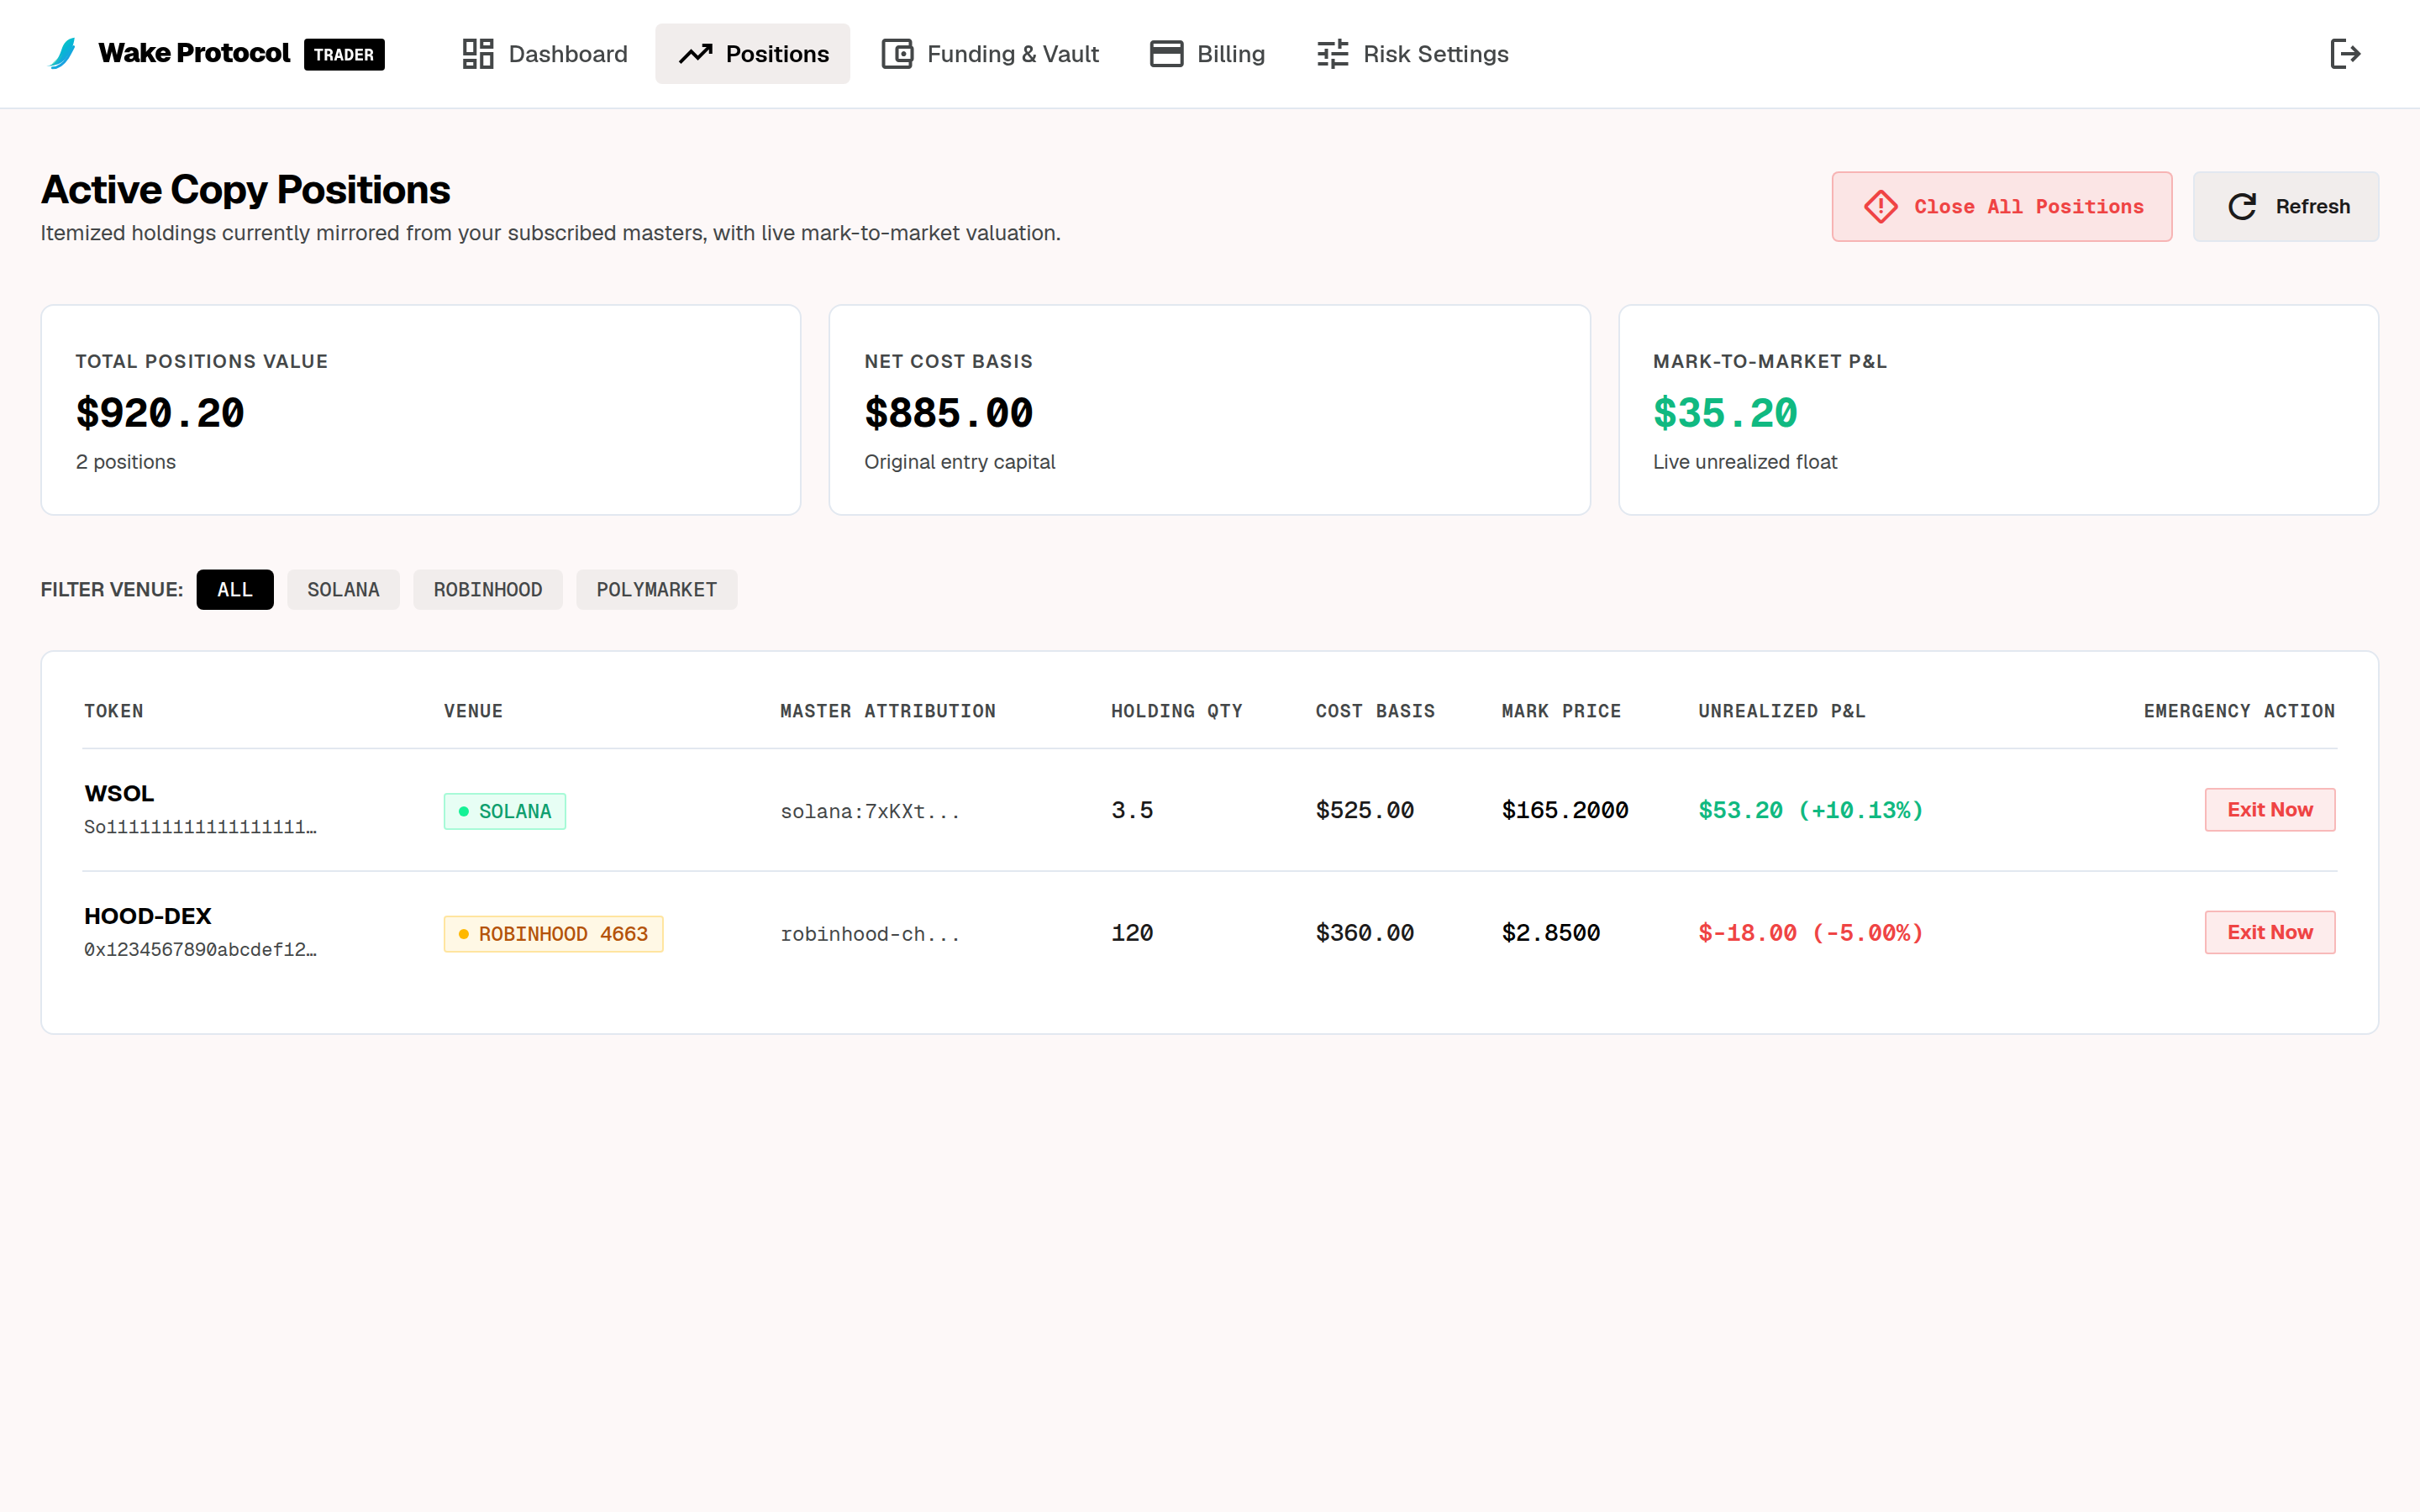 Wake Protocol TRADER Dashboard Positions Funding & Vault Billing Risk Settings
Active Copy Positions
Itemized holdings currently mirrored from your subscribed masters, with live mark-to-market valuation.
Close All Positions Refresh
TOTAL POSITIONS VALUE
$920.20
2 positions
NET COST BASIS
$885.00
Original entry capital
MARK-TO-MARKET P&L
$35.20
Live unrealized float
FILTER VENUE: ALL SOLANA ROBINHOOD POLYMARKET
TOKEN VENUE MASTER ATTRIBUTION HOLDING QTY COST BASIS MARK PRICE UNREALIZED P&L EMERGENCY ACTION
WSOL
So11111111111111111…
SOLANA solana:7xKXt... 3.5 $525.00 $165.2000 $53.20 (+10.13%) Exit Now
HOOD-DEX
0x1234567890abcdef12…
ROBINHOOD 4663 robinhood-ch... 120 $360.00 $2.8500 $-18.00 (-5.00%) Exit Now